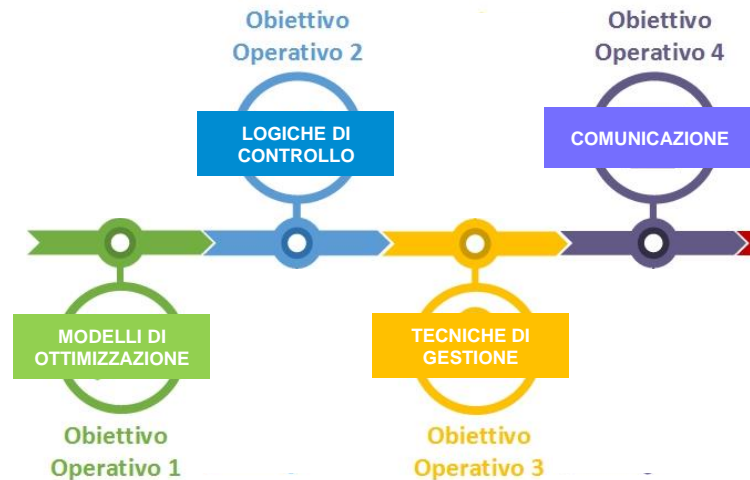 Obiettivo
Operativo 2
LOGICHE DI
CONTROLLO
Obiettivo
Operativo 4
COMUNICAZIONE
MODELLI DI
OTTIMIZZAZIONE
Obiettivo
Operativo 1
TECNICHE DI
GESTIONE
Obiettivo
Operativo 3